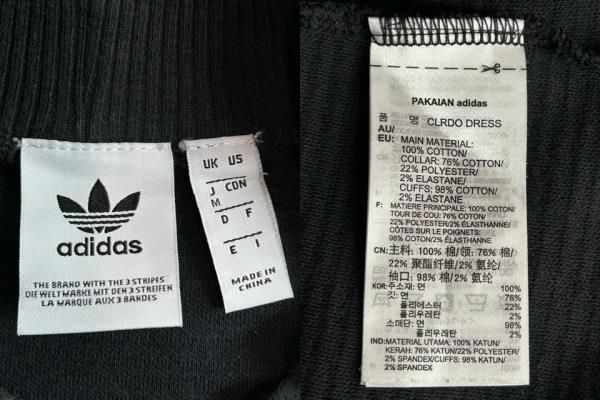 adidas
THE BRAND WITH THE 3 STRIPES
DIE WELTMARKE MIT DEN 3 STREIFEN
LA MARQUE AUX 3 BANDES
UK US
J CDN
M
D F
E I
MADE IN
CHINA
PAKAIAN adidas
품 명 CLRDO DRESS
AU/
EU: MAIN MATERIAL:
100% COTTON/
COLLAR: 76% COTTON/
22% POLYESTER/
2% ELASTANE/
CUFFS: 98% COTTON/
2% ELASTANE
F: MATIERE PRINCIPALE: 100% COTON/
TOUR DE COU: 76% COTON/
22% POLYESTER/2% ÉLASTHANNE/
CÔTES SUR LE POIGNETS:
98% COTON/2% ÉLASTHANNE
CN: 主料: 100% 棉/领: 76% 棉/
22% 聚酯纤维/2% 氨纶/
袖口: 98% 棉/2% 氨纶
KOR: 주소재: 면 100%
깃: 면 76%
폴리에스터 22%
폴리우레탄 2%
소매단: 면 98%
폴리우레탄 2%
IND: MATERIAL UTAMA: 100% KATUN/
KERAH: 76% KATUN/22% POLYESTER/
2% SPANDEX/CUFFS: 98% KATUN/
2% SPANDEX